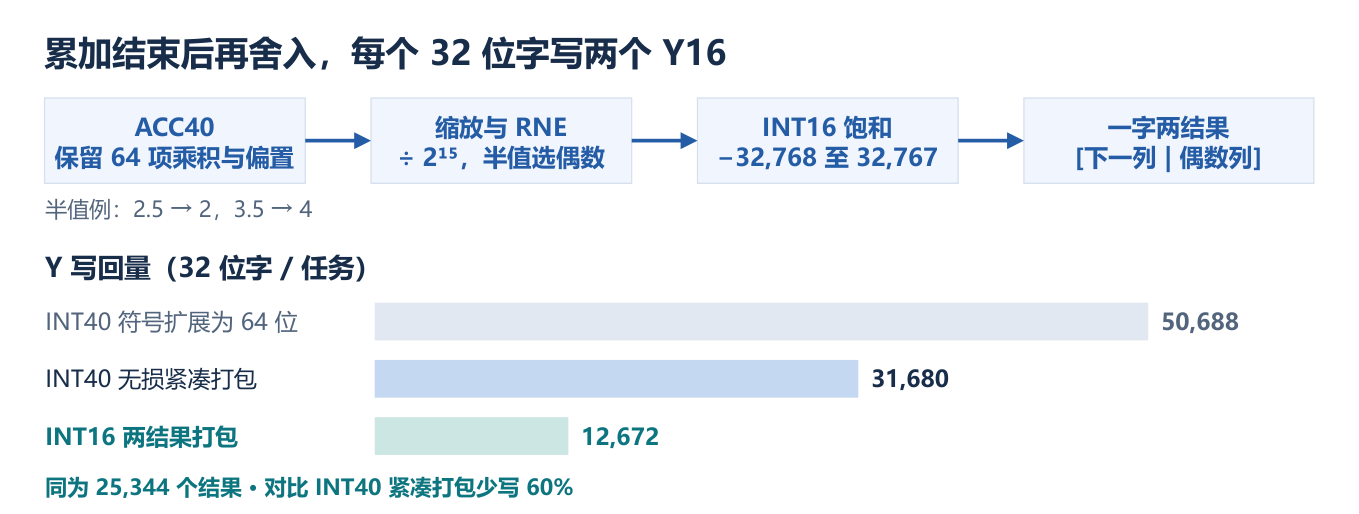 累加结束后再舍入，每个 32 位字写两个 Y16
ACC40
保留 64 项乘积与偏置
缩放与 RNE
÷ 2¹⁵，半值选偶数
INT16 饱和
−32,768 至 32,767
一字两结果
[下一列 | 偶数列]
半值例：2.5 → 2，3.5 → 4
Y 写回量（32 位字 / 任务）
INT40 符号扩展为 64 位
50,688
INT40 无损紧凑打包
31,680
INT16 两结果打包
12,672
同为 25,344 个结果 • 对比 INT40 紧凑打包少写 60%